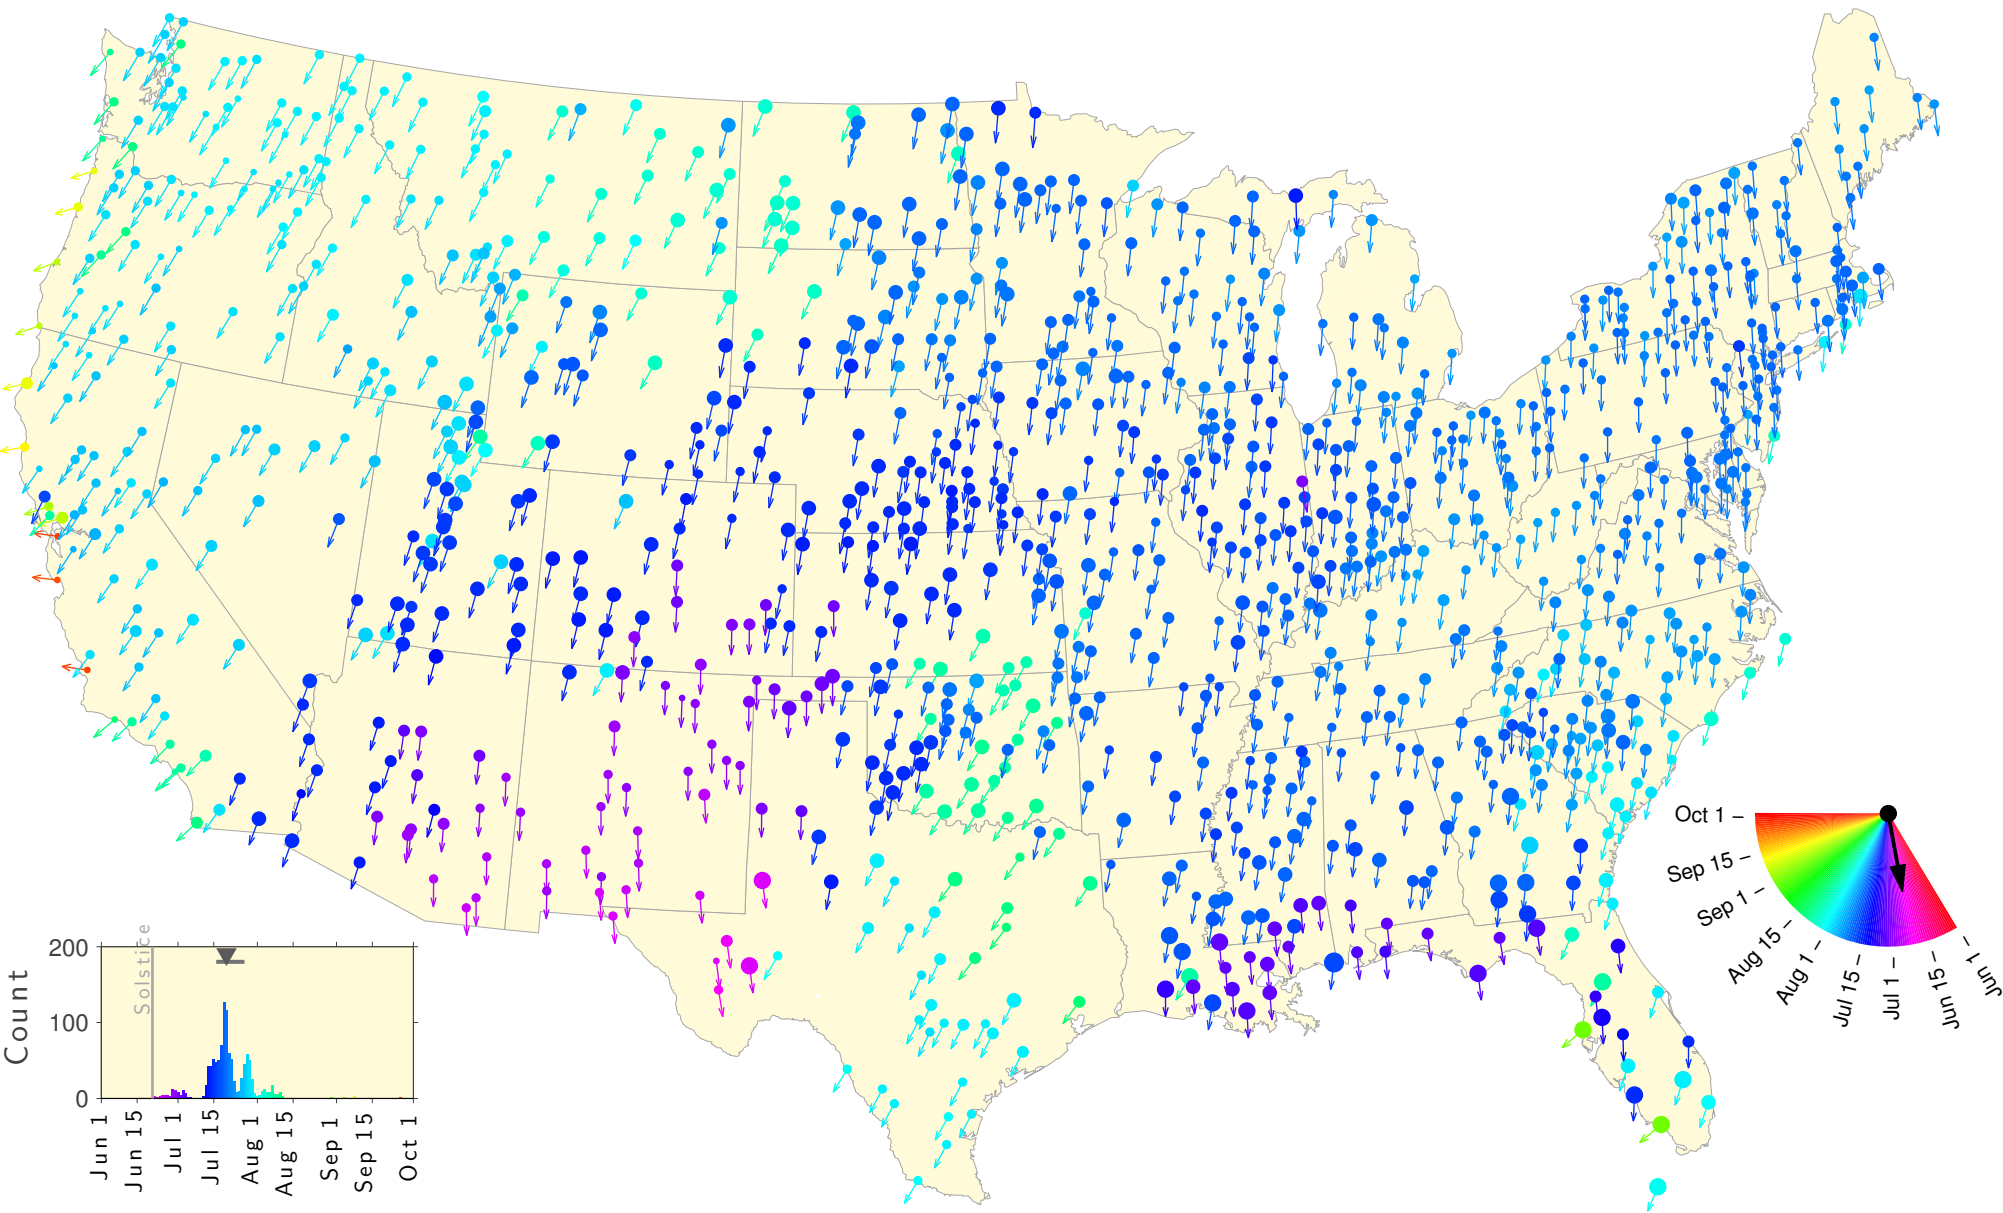 Oct 1 –
Sep 15 –
Sep 1 –
Aug 15 –
Aug 1 –
Jul 15 –
Jul 1 –
Jun 15 –
Jun 1 –
Count
200
100
0
Solstice
Jun 1
Jun 15
Jul 1
Jul 15
Aug 1
Aug 15
Sep 1
Sep 15
Oct 1